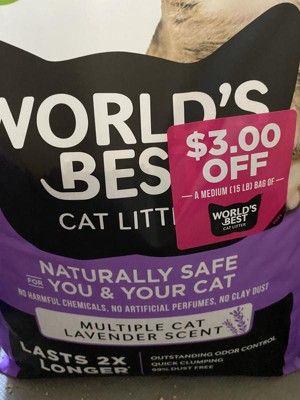 WORLD'S
BES
CAT LITT
$3.00
OFF
A MEDIUM (15 LB) BAG OF
WORLD'S
BEST
CAT LITTER
NATURALLY SAFE
FOR YOU & YOUR CAT
NO HARMFUL CHEMICALS, NO ARTIFICIAL PERFUMES, NO CLAY DUST
MULTIPLE CAT
LAVENDER SCENT
LASTS 2X
LONGER
OUTSTANDING ODOR CONTROL
QUICK CLUMPING
99% DUST FREE